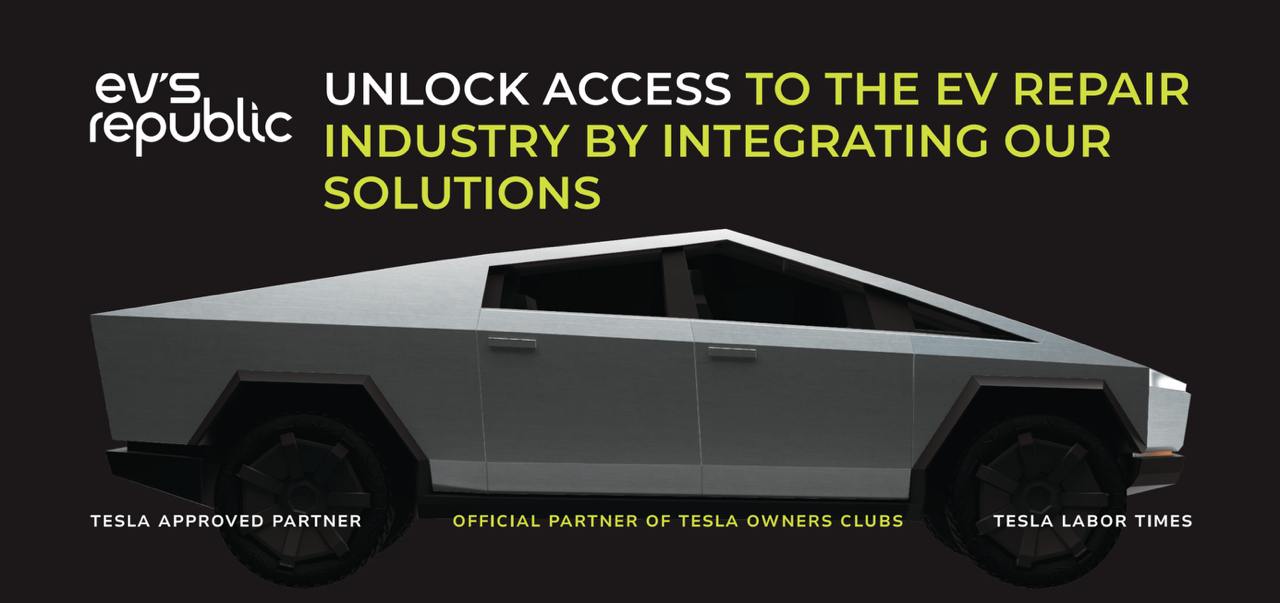 ev's
republic
UNLOCK ACCESS TO THE EV REPAIR
INDUSTRY BY INTEGRATING OUR
SOLUTIONS
TESLA APPROVED PARTNER
OFFICIAL PARTNER OF TESLA OWNERS CLUBS
TESLA LABOR TIMES